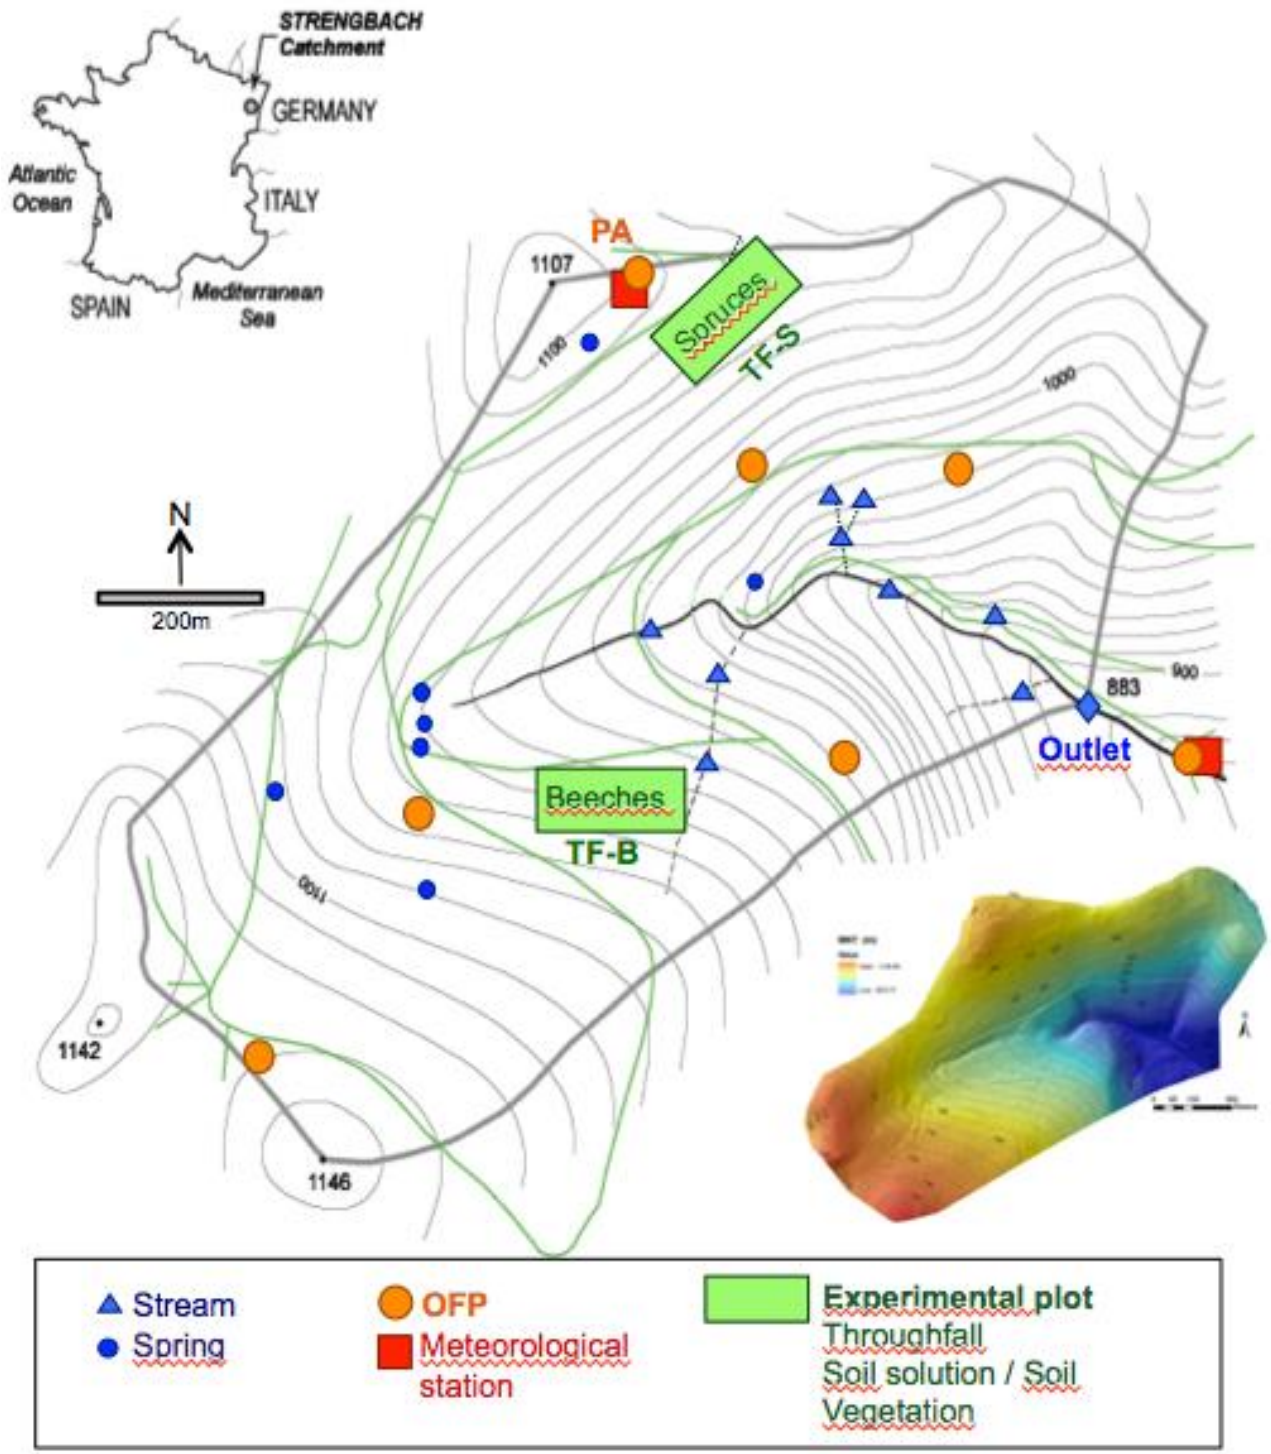 STRENGBACH
Catchment
GERMANY
Atlantic
Ocean
ITALY
SPAIN
Mediterranean
Sea
PA
1107
Spruces
TF-S
1100
1000
N
200m
900
883
Outlet
Beeches
TF-B
1100
1142
1146
Stream
Spring
OFP
Meteorological
station
Experimental plot
Throughfall
Soil solution / Soil
Vegetation